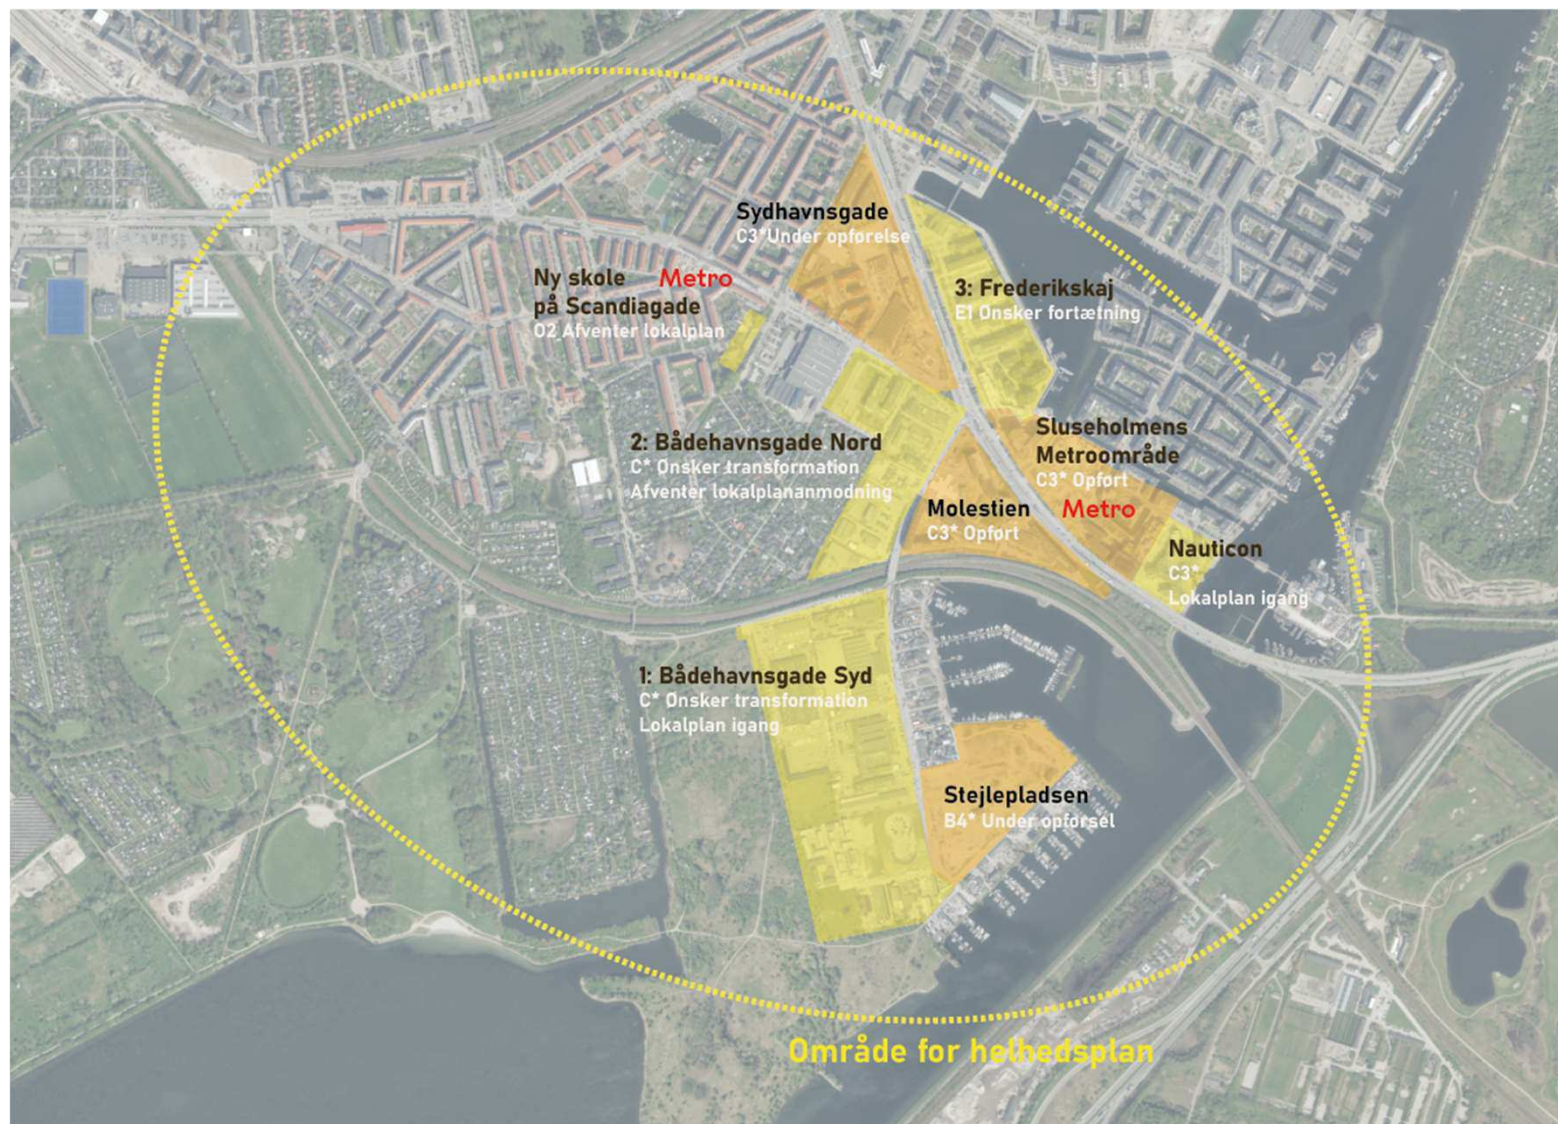 Sydhavnsgade
C3*Under opførelse
Ny skole Metro
på Scandiagade
O2 Afventer lokalplan
3: Frederikskaj
E1 Ønsker fortætning
2: Bådehavnsgade Nord
C* Ønsker transformation
Afventer lokalplananmodning
Sluseholmens
Metroområde
C3* Opført
Metro
Molestien
C3* Opført
Nauticon
C3*
Lokalplan igang
1: Bådehavnsgade Syd
C* Ønsker transformation
Lokalplan igang
Stejlepladsen
B4* Under opførsel
Område for helhedsplan